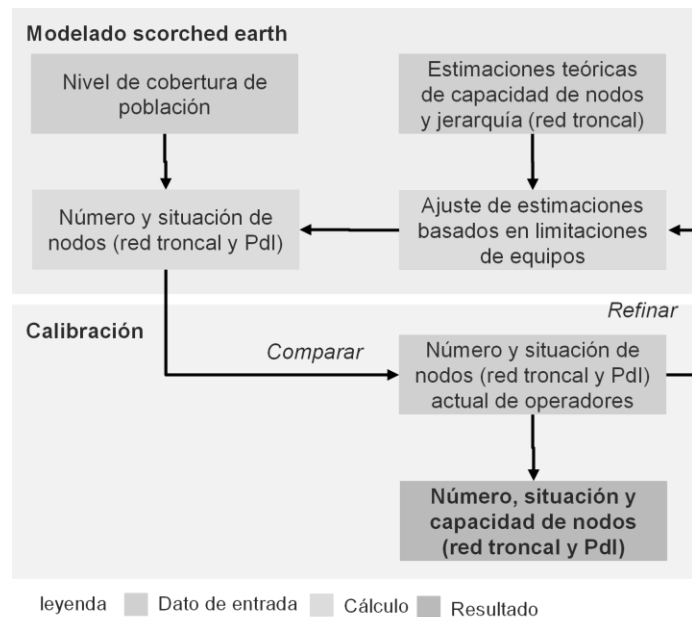 Modelado scorched earth
Nivel de cobertura de
población
Estimaciones teóricas
de capacidad de nodos
y jerarquía (red troncal)
Número y situación de
nodos (red troncal y PdI)
Ajuste de estimaciones
basados en limitaciones
de equipos
Calibración
Refinar
Comparar
Número y situación de
nodos (red troncal y PdI)
actual de operadores
Número, situación y
capacidad de nodos
(red troncal y PdI)
leyenda Dato de entrada Cálculo Resultado